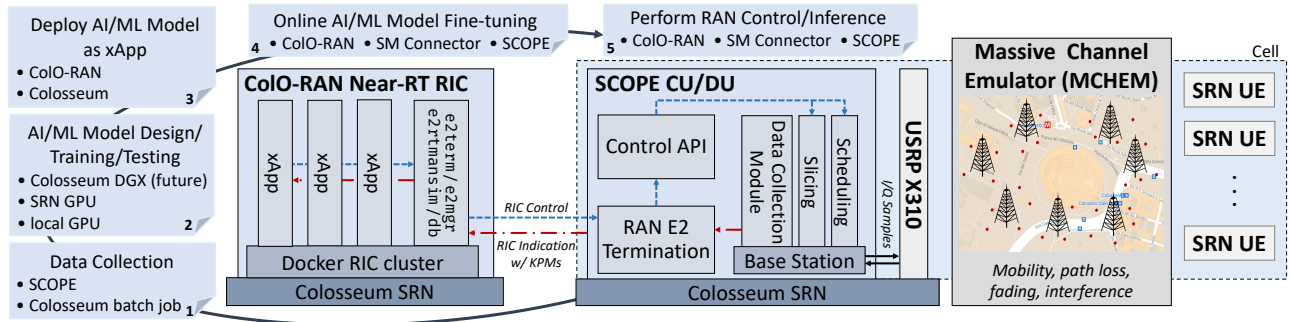 Deploy AI/ML Model
as xApp
• ColO-RAN
• Colosseum
3
AI/ML Model Design/
Training/Testing
• Colosseum DGX (future)
• SRN GPU
• local GPU
2
Data Collection
• SCOPE
• Colosseum batch job
1
Online AI/ML Model Fine-tuning
4 • ColO-RAN • SM Connector • SCOPE
Perform RAN Control/Inference
5 • ColO-RAN • SM Connector • SCOPE
ColO-RAN Near-RT RIC
xApp
xApp
xApp
e2term/e2mgr
e2rtmansim/db
Docker RIC cluster
Colosseum SRN
RIC Control
RIC Indication
w/ KPMs
SCOPE CU/DU
Control API
RAN E2
Termination
Data Collection
Module
Slicing
Scheduling
Base Station
Colosseum SRN
I/Q Samples
USRP X310
Massive Channel
Emulator (MCHEM)
Mobility, path loss,
fading, interference
Cell
SRN UE
SRN UE
SRN UE